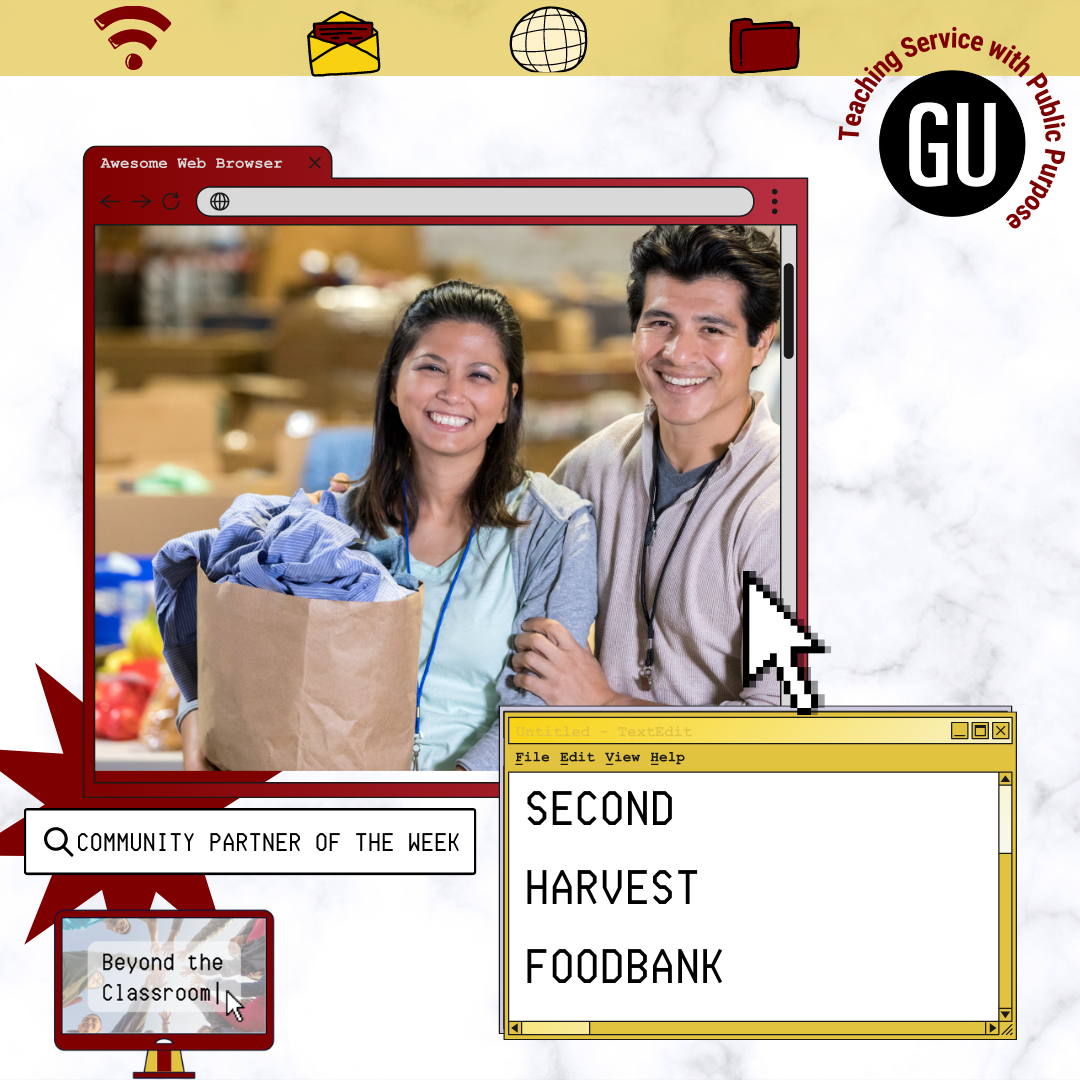 Teaching Service with Public Purpose
GU
Awesome Web Browser
Untitled - TextEdit
File Edit View Help
SECOND
HARVEST
FOODBANK
COMMUNITY PARTNER OF THE WEEK
Beyond the
Classroom|